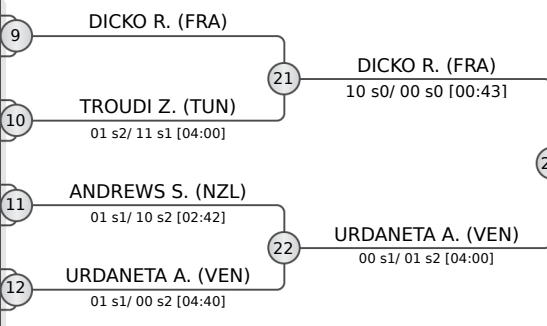 DICKO R. (FRA)
9
DICKO R. (FRA)
21
10 s0/ 00 s0 [00:43]
TROUDI Z. (TUN)
10
01 s2/ 11 s1 [04:00]
ANDREWS S. (NZL)
11
01 s1/ 10 s2 [02:42]
URDANETA A. (VEN)
22
00 s1/ 01 s2 [04:00]
URDANETA A. (VEN)
12
01 s1/ 00 s2 [04:40]